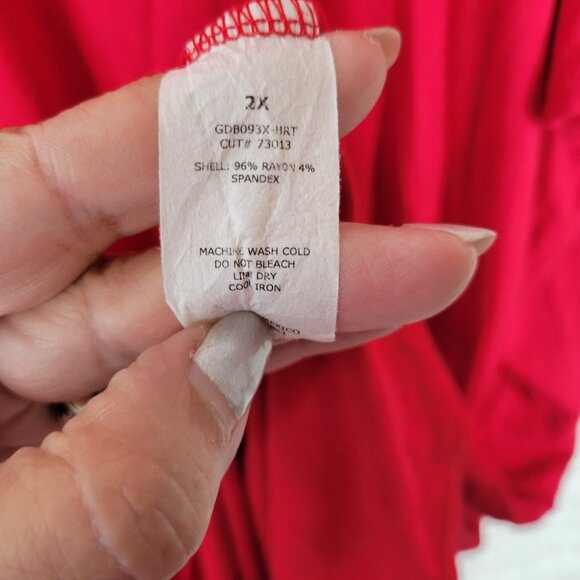 2X
GDB093X-HRT
CUT# 73013
SHELL: 96% RAYON 4%
SPANDEX
MACHINE WASH COLD
DO NOT BLEACH
LINE DRY
COOL IRON